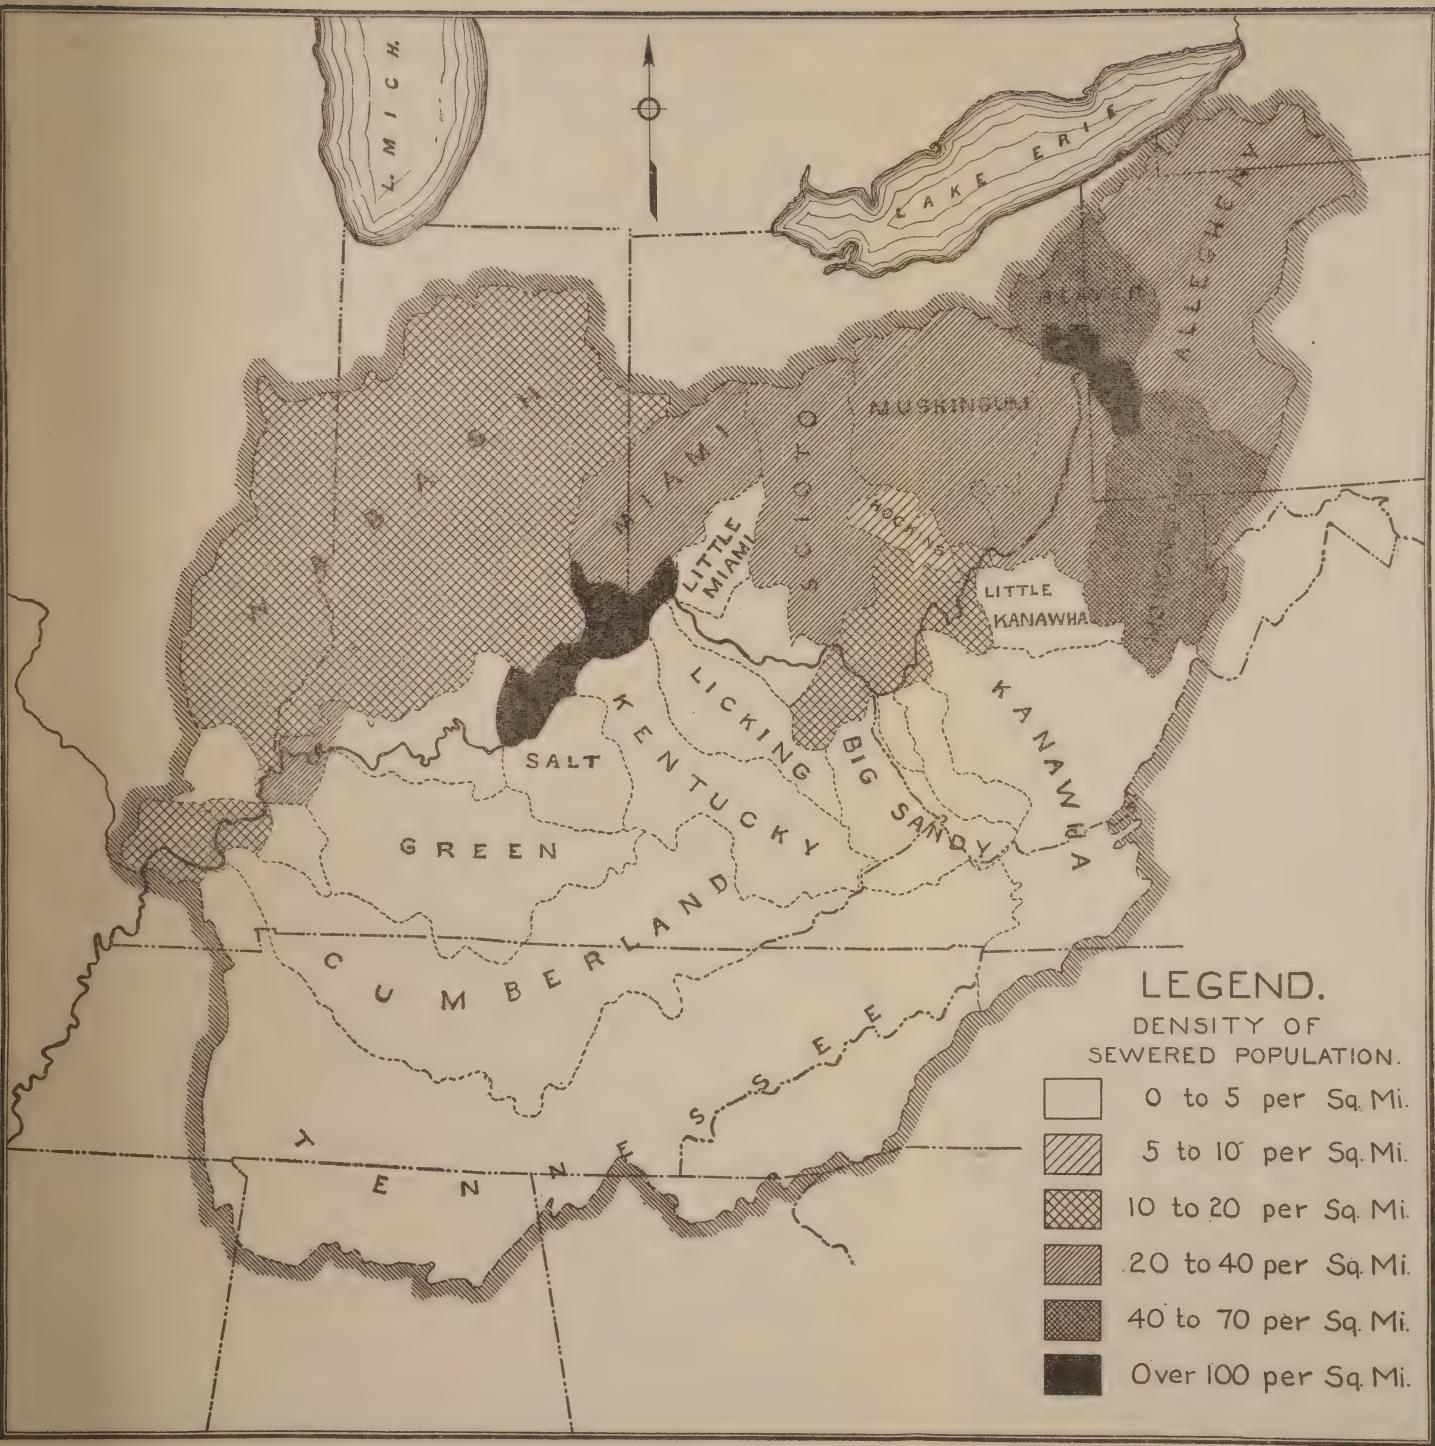 L. MICH.
LAKE ERIE
ALLEGHENY
BEAVER
WABASH
MIAMI
SCIOTO
MUSKINGUM
HOCKING
LITTLE
MIAMI
LITTLE
KANAWHA
MONONGAHELA
KANAWHA
LICKING
KENTUCKY
BIG SANDY
SALT
GREEN
CUMBERLAND
TENNESSEE
LEGEND.
DENSITY OF
SEWERED POPULATION.
0 to 5 per Sq. Mi.
5 to 10 per Sq. Mi.
10 to 20 per Sq. Mi.
20 to 40 per Sq. Mi.
40 to 70 per Sq. Mi.
Over 100 per Sq. Mi.